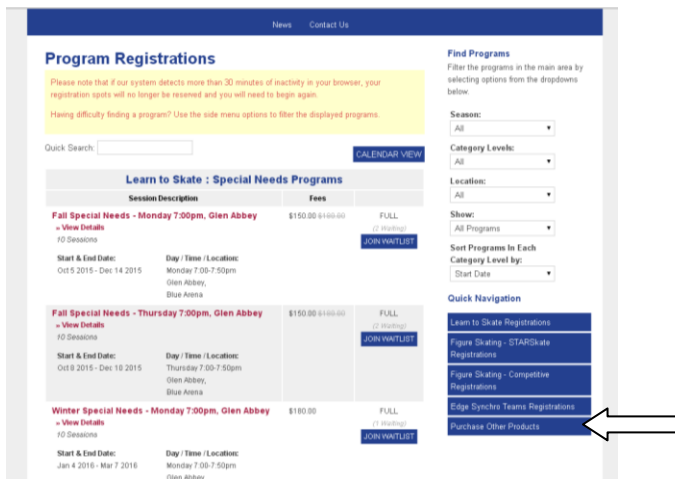 News Contact Us
Program Registrations
Please note that if our system detects more than 30 minutes of inactivity in your browser, your
registration spots will no longer be reserved and you will need to begin again.
Having difficulty finding a program? Use the side menu options to filter the displayed programs.
Quick Search:
CALENDAR VIEW
Learn to Skate : Special Needs Programs
Session Description Fees
Fall Special Needs - Monday 7:00pm, Glen Abbey $150.00 $180.00 FULL
» View Details (2 Waiting)
10 Sessions JOIN WAITLIST
Start & End Date: Day / Time / Location:
Oct 5 2015 - Dec 14 2015 Monday 7:00-7:50pm
Glen Abbey,
Blue Arena
Fall Special Needs - Thursday 7:00pm, Glen Abbey $150.00 $180.00 FULL
» View Details (2 Waiting)
10 Sessions JOIN WAITLIST
Start & End Date: Day / Time / Location:
Oct 8 2015 - Dec 10 2015 Thursday 7:00-7:50pm
Glen Abbey,
Blue Arena
Winter Special Needs - Monday 7:00pm, Glen Abbey $180.00 FULL
» View Details (1 Waiting)
10 Sessions JOIN WAITLIST
Start & End Date: Day / Time / Location:
Jan 4 2016 - Mar 7 2016 Monday 7:00-7:50pm
Glen Abbey,
Find Programs
Filter the programs in the main area by
selecting options from the dropdowns
below.
Season:
All
Category Levels:
All
Location:
All
Show:
All Programs
Sort Programs In Each
Category Level by:
Start Date
Quick Navigation
Learn to Skate Registrations
Figure Skating - STARSkate
Registrations
Figure Skating - Competitive
Registrations
Edge Synchro Teams Registrations
Purchase Other Products